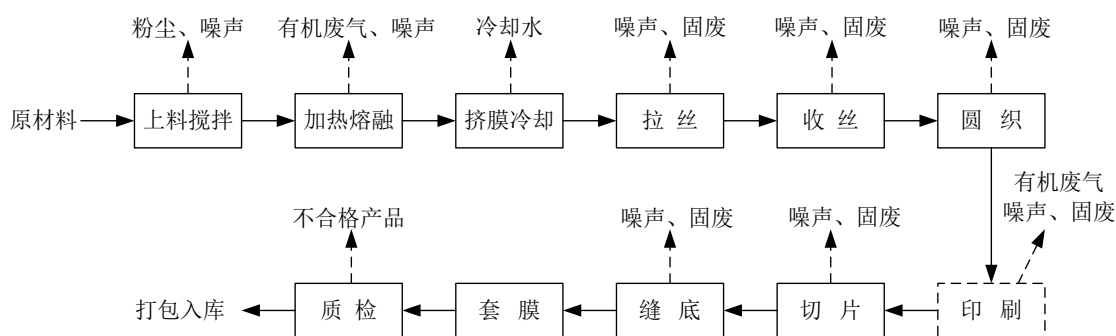 粉尘、噪声
有机废气、噪声
冷却水
噪声、固废
噪声、固废
噪声、固废
原材料
上料搅拌
加热熔融
挤膜冷却
拉 丝
收 丝
圆 织
有机废气
噪声、固废
不合格产品
噪声、固废
噪声、固废
打包入库
质 检
套 膜
缝 底
切 片
印 刷